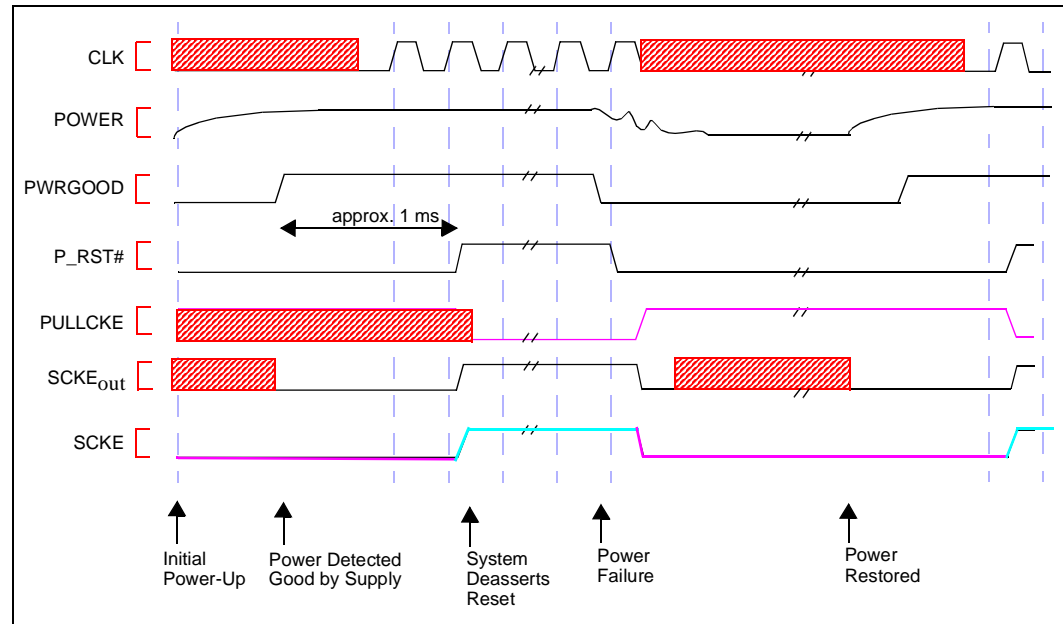 CLK
POWER
PWRGOOD
approx. 1 ms
P_RST#
PULLCKE
SCKEout
SCKE
Initial
Power-Up
Power Detected
Good by Supply
System
Deasserts
Reset
Power
Failure
Power
Restored